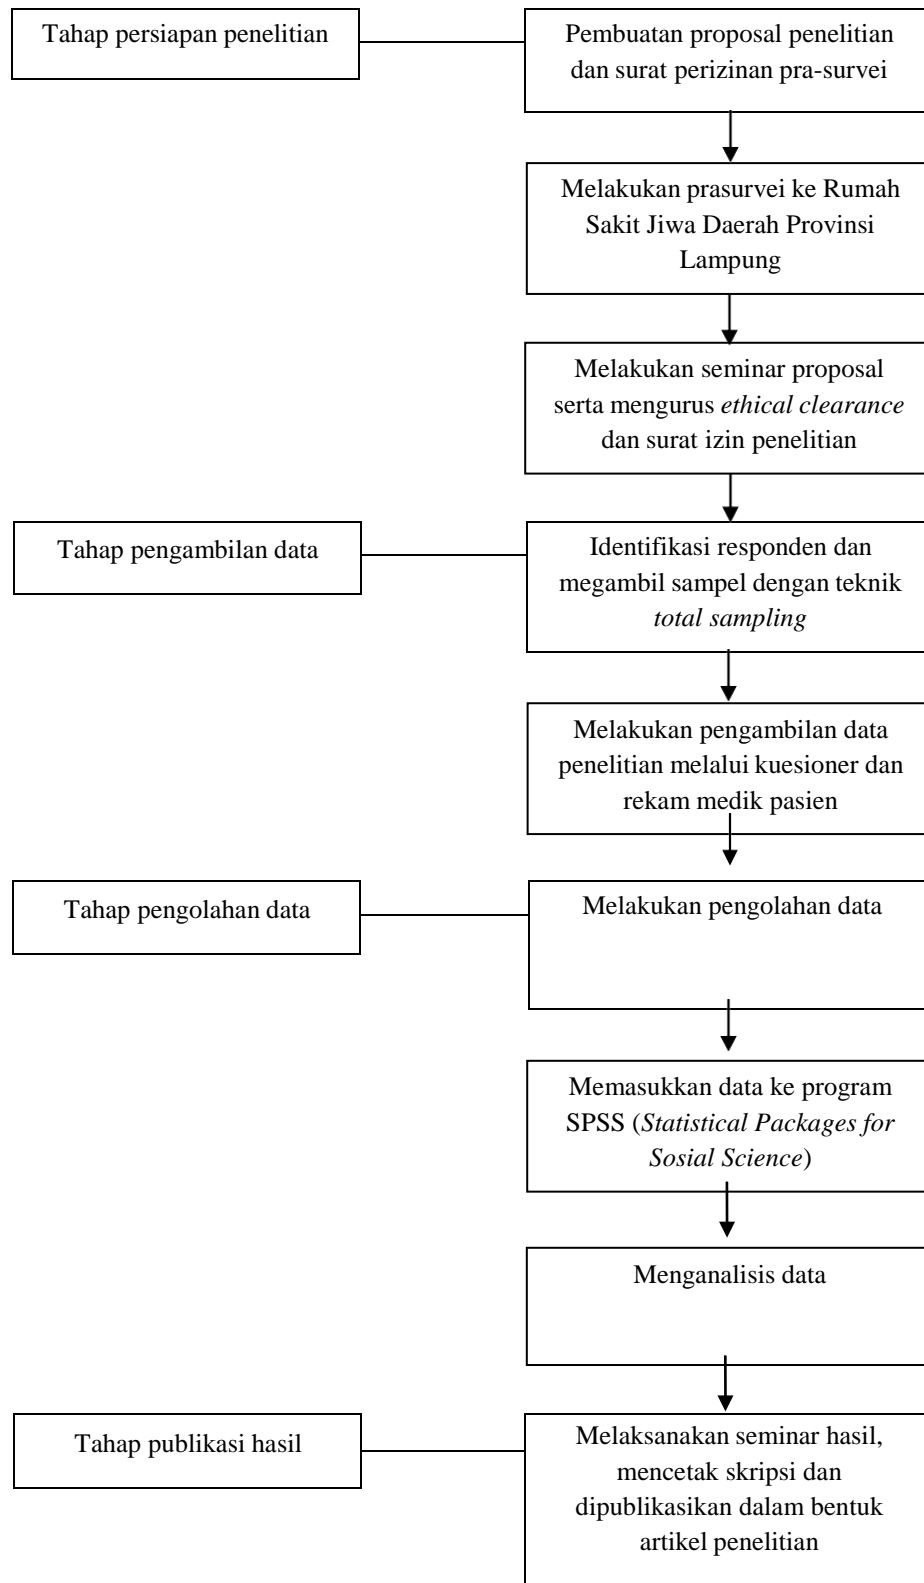 Tahap persiapan penelitian
Pembuatan proposal penelitian
dan surat perizinan pra-survei
Melakukan prasurvei ke Rumah
Sakit Jiwa Daerah Provinsi
Lampung
Melakukan seminar proposal
serta mengurus ethical clearance
dan surat izin penelitian
Tahap pengambilan data
Identifikasi responden dan
megambil sampel dengan teknik
total sampling
Melakukan pengambilan data
penelitian melalui kuesioner dan
rekam medik pasien
Tahap pengolahan data
Melakukan pengolahan data
Memasukkan data ke program
SPSS (Statistical Packages for
Sosial Science)
Menganalisis data
Tahap publikasi hasil
Melaksanakan seminar hasil,
mencetak skripsi dan
dipublikasikan dalam bentuk
artikel penelitian